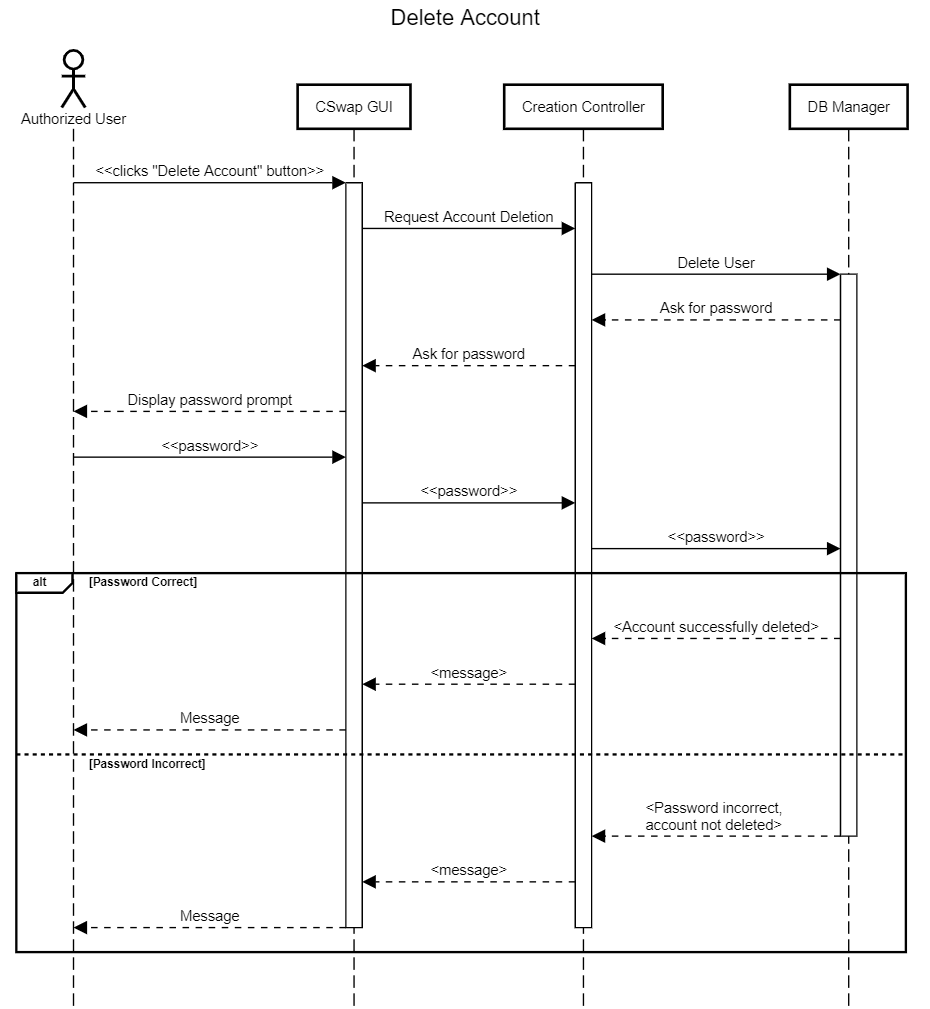 Delete Account
Authorized User
CSwap GUI
Creation Controller
DB Manager
<<clicks "Delete Account" button>>
Request Account Deletion
Delete User
Ask for password
Ask for password
Display password prompt
<<password>>
<<password>>
<<password>>
alt
[Password Correct]
<Account successfully deleted>
<message>
Message
[Password Incorrect]
<Password incorrect,
account not deleted>
<message>
Message